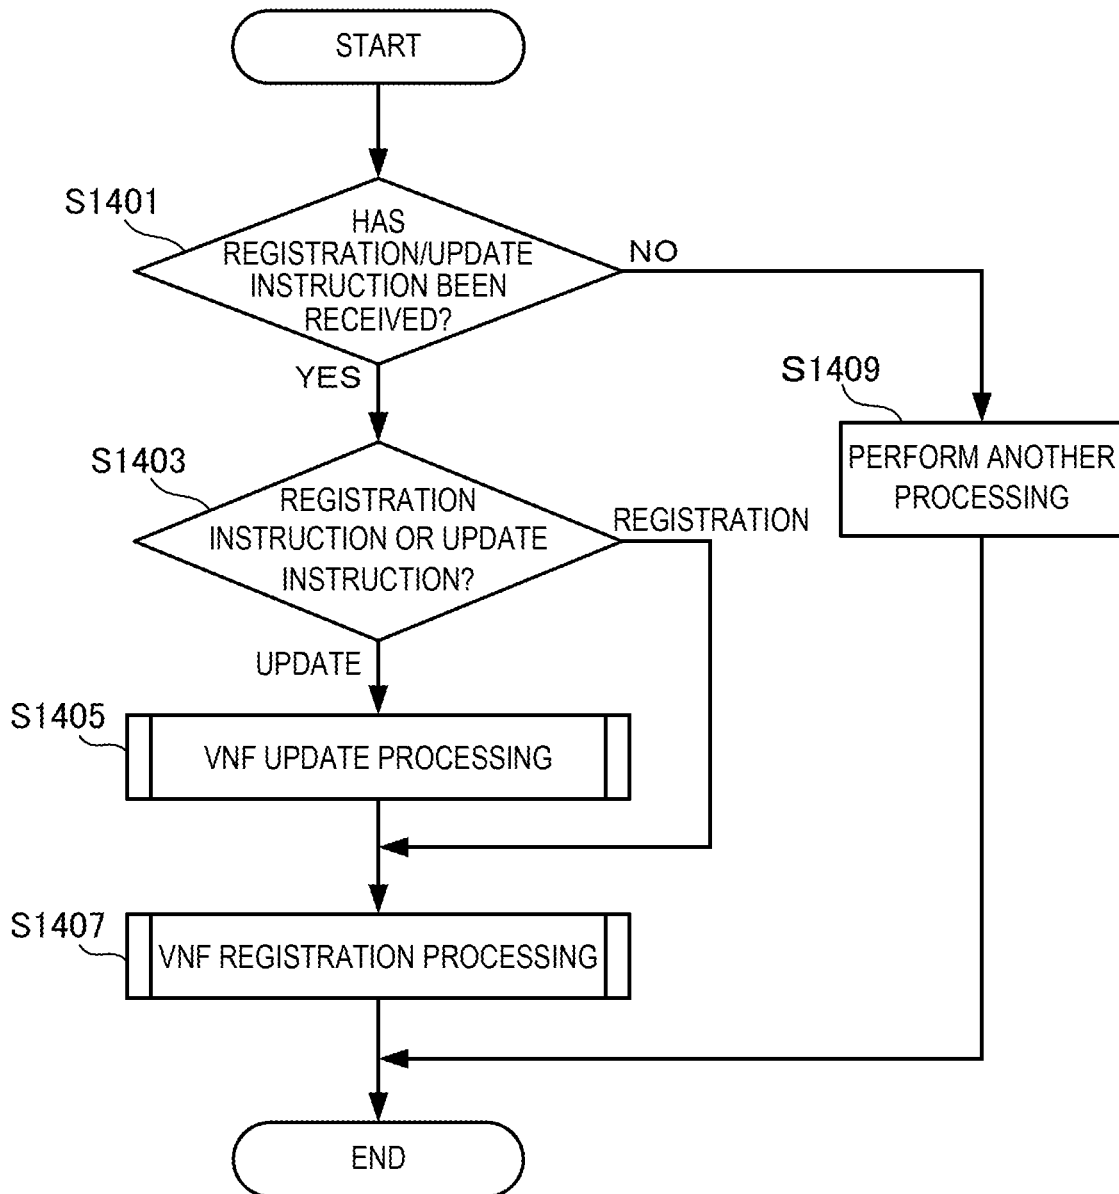 START
S1401
HAS
REGISTRATION/UPDATE
INSTRUCTION BEEN
RECEIVED?
NO
YES
S1409
PERFORM ANOTHER
PROCESSING
S1403
REGISTRATION
INSTRUCTION OR UPDATE
INSTRUCTION?
REGISTRATION
UPDATE
S1405
VNF UPDATE PROCESSING
S1407
VNF REGISTRATION PROCESSING
END